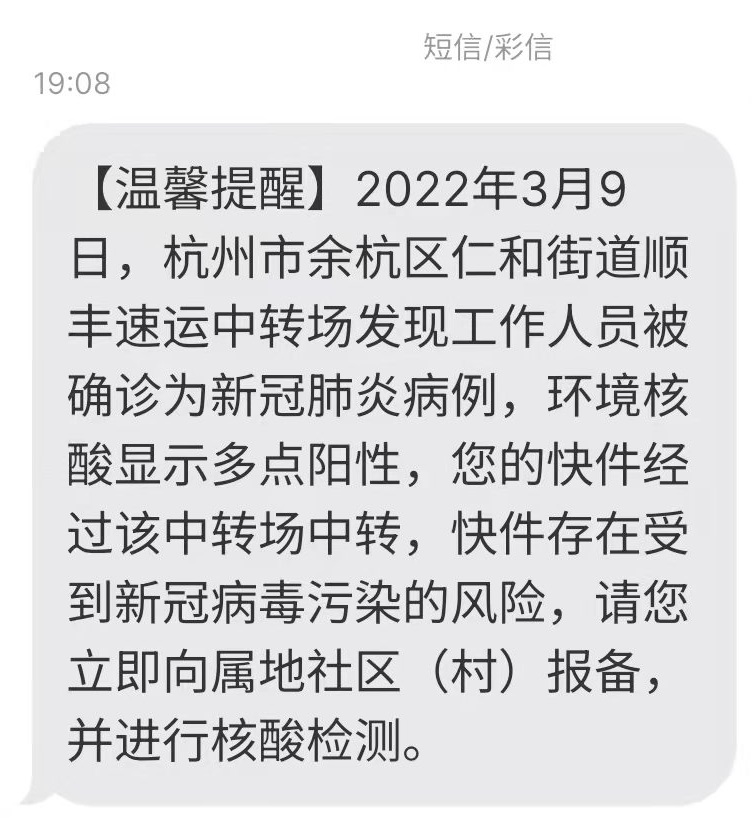 短信/彩信
19:08
【温馨提醒】2022年3月9
日，杭州市余杭区仁和街道顺
丰速运中转场发现工作人员被
确诊为新冠肺炎病例，环境核
酸显示多点阳性，您的快件经
过该中转场中转，快件存在受
到新冠病毒污染的风险，请您
立即向属地社区（村）报备，
并进行核酸检测。